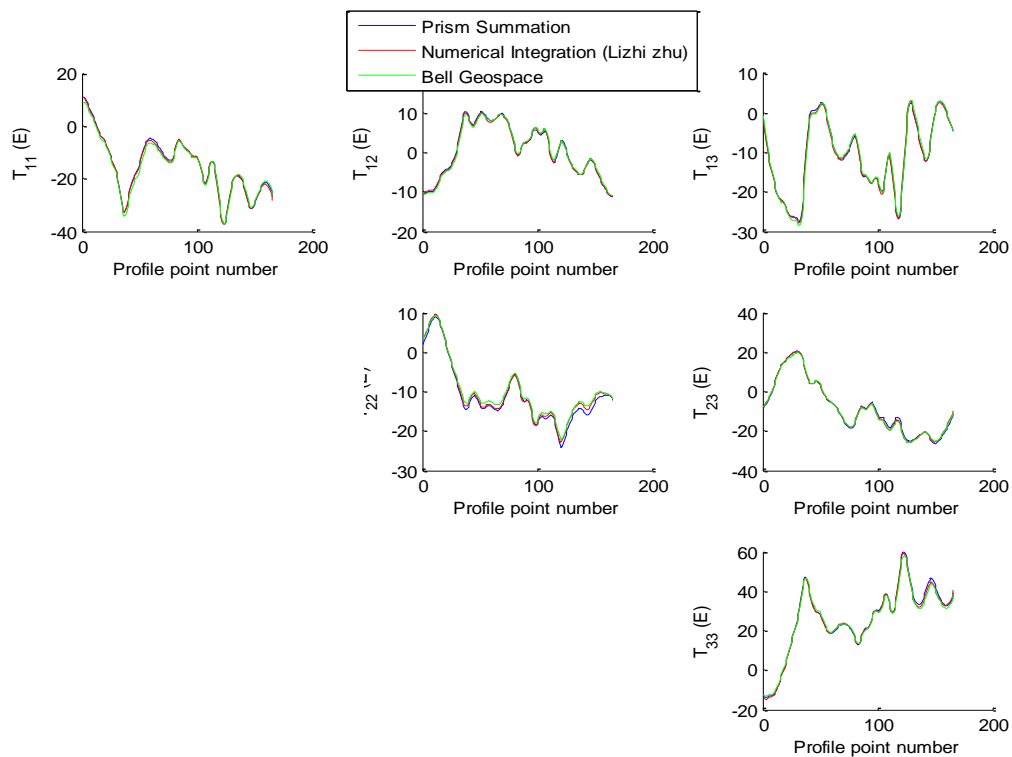 Prism Summation
Numerical Integration (Lizhi zhu)
Bell Geospace
20
0
-20
-40
T11 (E)
0 100 200
Profile point number
10
0
-10
-20
T12 (E)
0 100 200
Profile point number
10
0
-10
-20
-30
T13 (E)
0 100 200
Profile point number
10
0
-10
-20
-30
22
0 100 200
Profile point number
40
20
0
-20
-40
T23 (E)
0 100 200
Profile point number
60
40
20
0
-20
T33 (E)
0 100 200
Profile point number